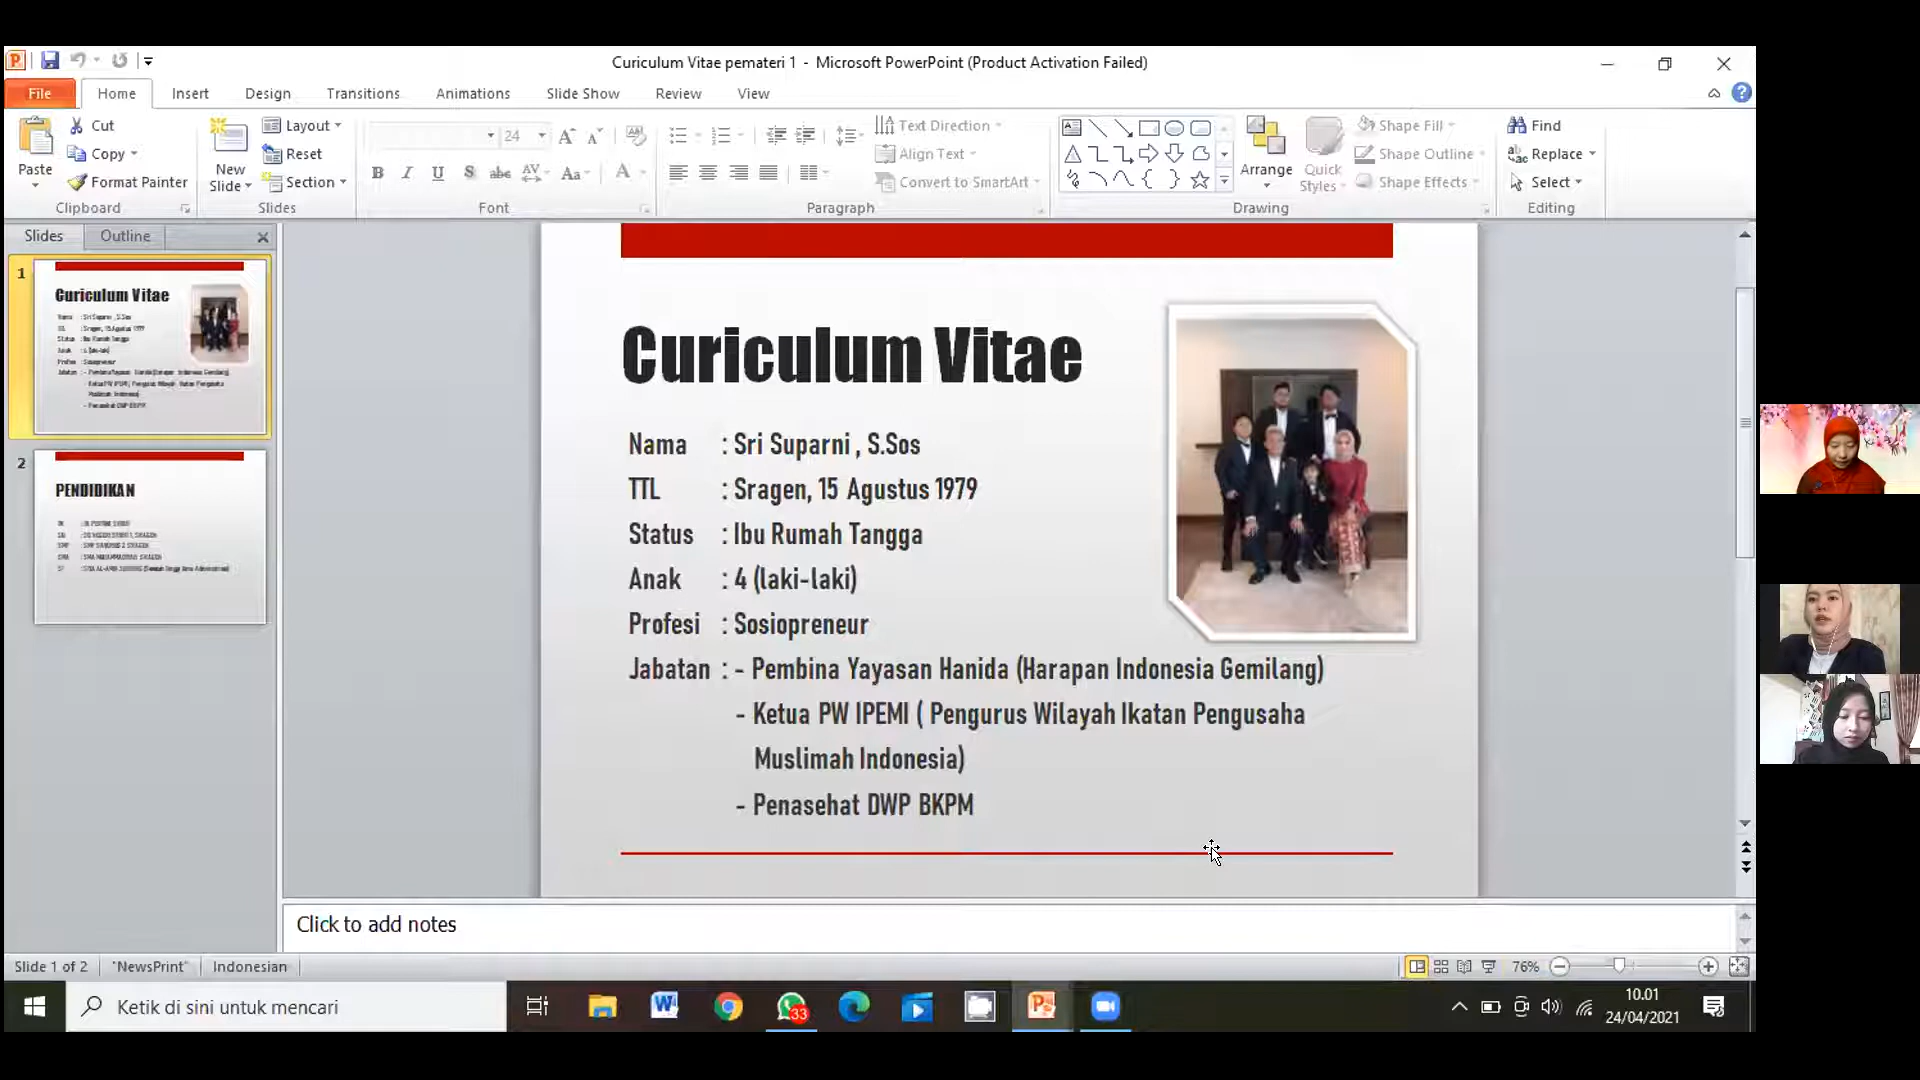 Curiculum Vitae pemateri 1 - Microsoft PowerPoint (Product Activation Failed)
File Home Insert Design Transitions Animations Slide Show Review View
Paste
Cut
Copy
Format Painter
Clipboard
New Slide
Layout
Reset
Section
Slides
24
Font
Text Direction
Align Text
Convert to SmartArt
Paragraph
Arrange
Quick Styles
Shape Fill
Shape Outline
Shape Effects
Drawing
Find
Replace
Select
Editing
Slides Outline
1
Curiculum Vitae
2
PENDIDIKAN
Curiculum Vitae
Nama : Sri Suparni , S.Sos
TTL : Sragen, 15 Agustus 1979
Status : Ibu Rumah Tangga
Anak : 4 (laki-laki)
Profesi : Sosiopreneur
Jabatan : - Pembina Yayasan Hanida (Harapan Indonesia Gemilang)
- Ketua PW IPEMI ( Pengurus Wilayah Ikatan Pengusaha
Muslimah Indonesia)
- Penasehat DWP BKPM
Click to add notes
Slide 1 of 2 "NewsPrint" Indonesian 76%
Ketik di sini untuk mencari
33
10.01
24/04/2021